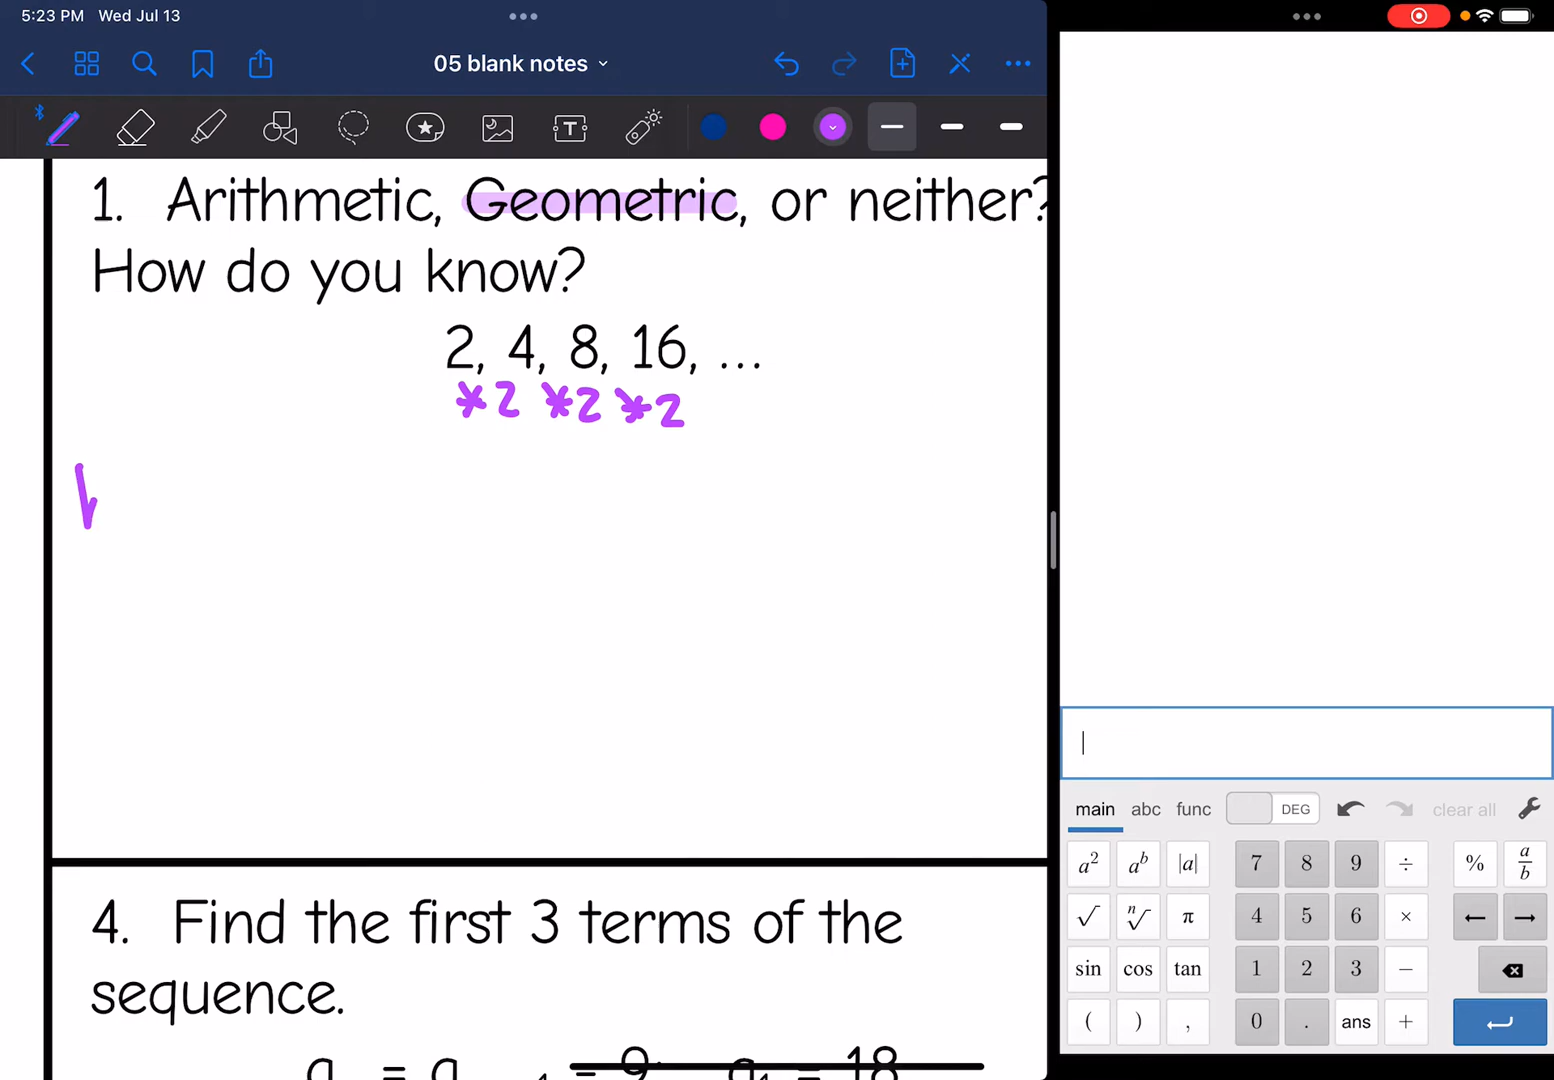 5:23 PM Wed Jul 13
05 blank notes
1. Arithmetic, Geometric, or neither?
How do you know?
2, 4, 8, 16, ...
*2 *2 *2
4. Find the first 3 terms of the
sequence.
main abc func DEG clear all
a² aᵇ |a| 7 8 9 ÷ % a/b
√ ⁿ√ π 4 5 6 × ← →
sin cos tan 1 2 3 −
( ) , 0 . ans +